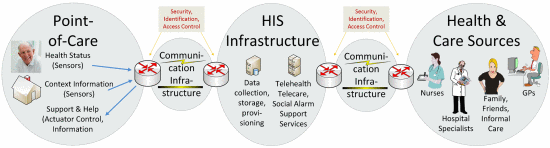 Point-
of-Care
Health Status
(Sensors)
Context Information
(Sensors)
Support & Help
(Actuator Control,
Information
Security,
Identification,
Access Control
Communi-
cation
Infra-
structure
HIS
Infrastructure
Data
collection,
storage,
provi-
sioning
Telehealth
Telecare,
Social Alarm
Support
Services
Security,
Identification,
Access Control
Communi-
cation
Infra-
structure
Health &
Care Sources
Nurses
Hospital
Specialists
Family,
Friends,
Informal
Care
GPs